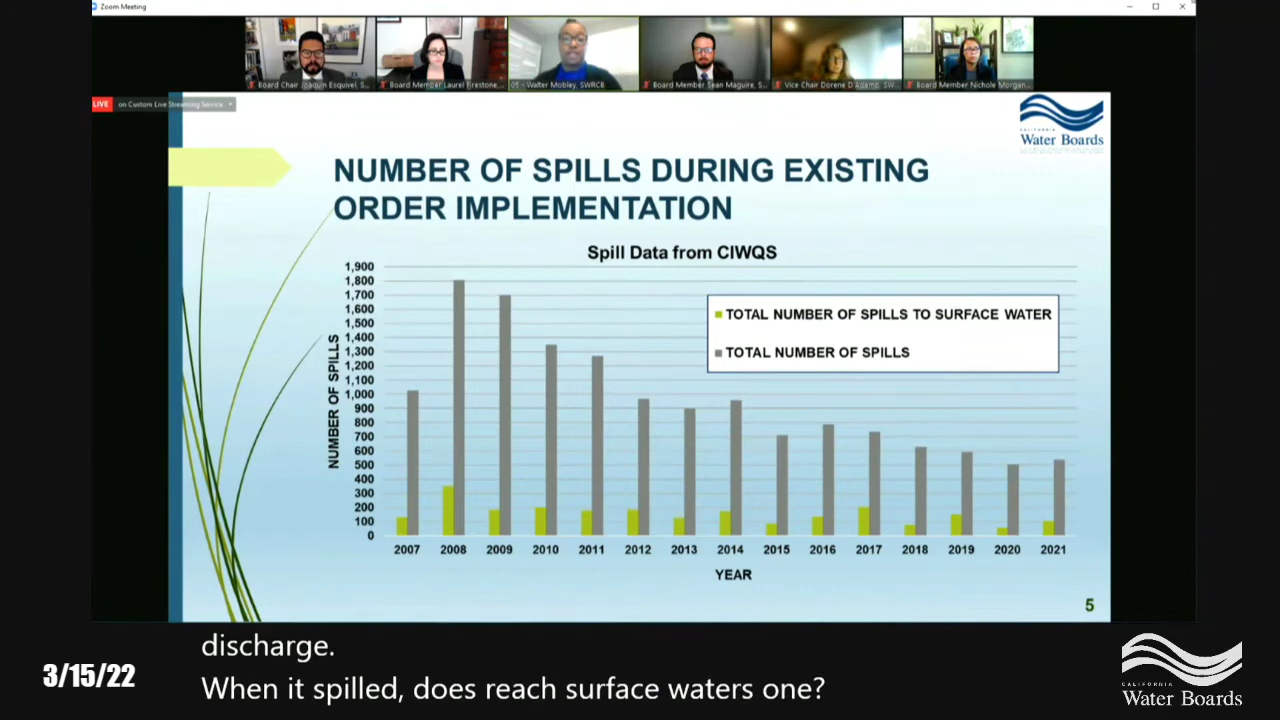 Zoom Meeting
Board Chair Joaquin Esquivel, S...
Board Member Laurel Firestone,...
06 - Walter Mobley, SWRCB
Board Member Sean Maguire, S...
Vice Chair Dorene D'Adamo, SW...
Board Member Nichole Morgan...
LIVE on Custom Live Streaming Service
CALIFORNIA
Water Boards
NUMBER OF SPILLS DURING EXISTING
ORDER IMPLEMENTATION
Spill Data from CIWQS
1,900
1,800
1,700
1,600
1,500
1,400
1,300
1,200
1,100
1,000
900
800
700
600
500
400
300
200
100
0
NUMBER OF SPILLS
TOTAL NUMBER OF SPILLS TO SURFACE WATER
TOTAL NUMBER OF SPILLS
2007 2008 2009 2010 2011 2012 2013 2014 2015 2016 2017 2018 2019 2020 2021
YEAR
5
discharge.
When it spilled, does reach surface waters one?
3/15/22
CALIFORNIA
Water Boards